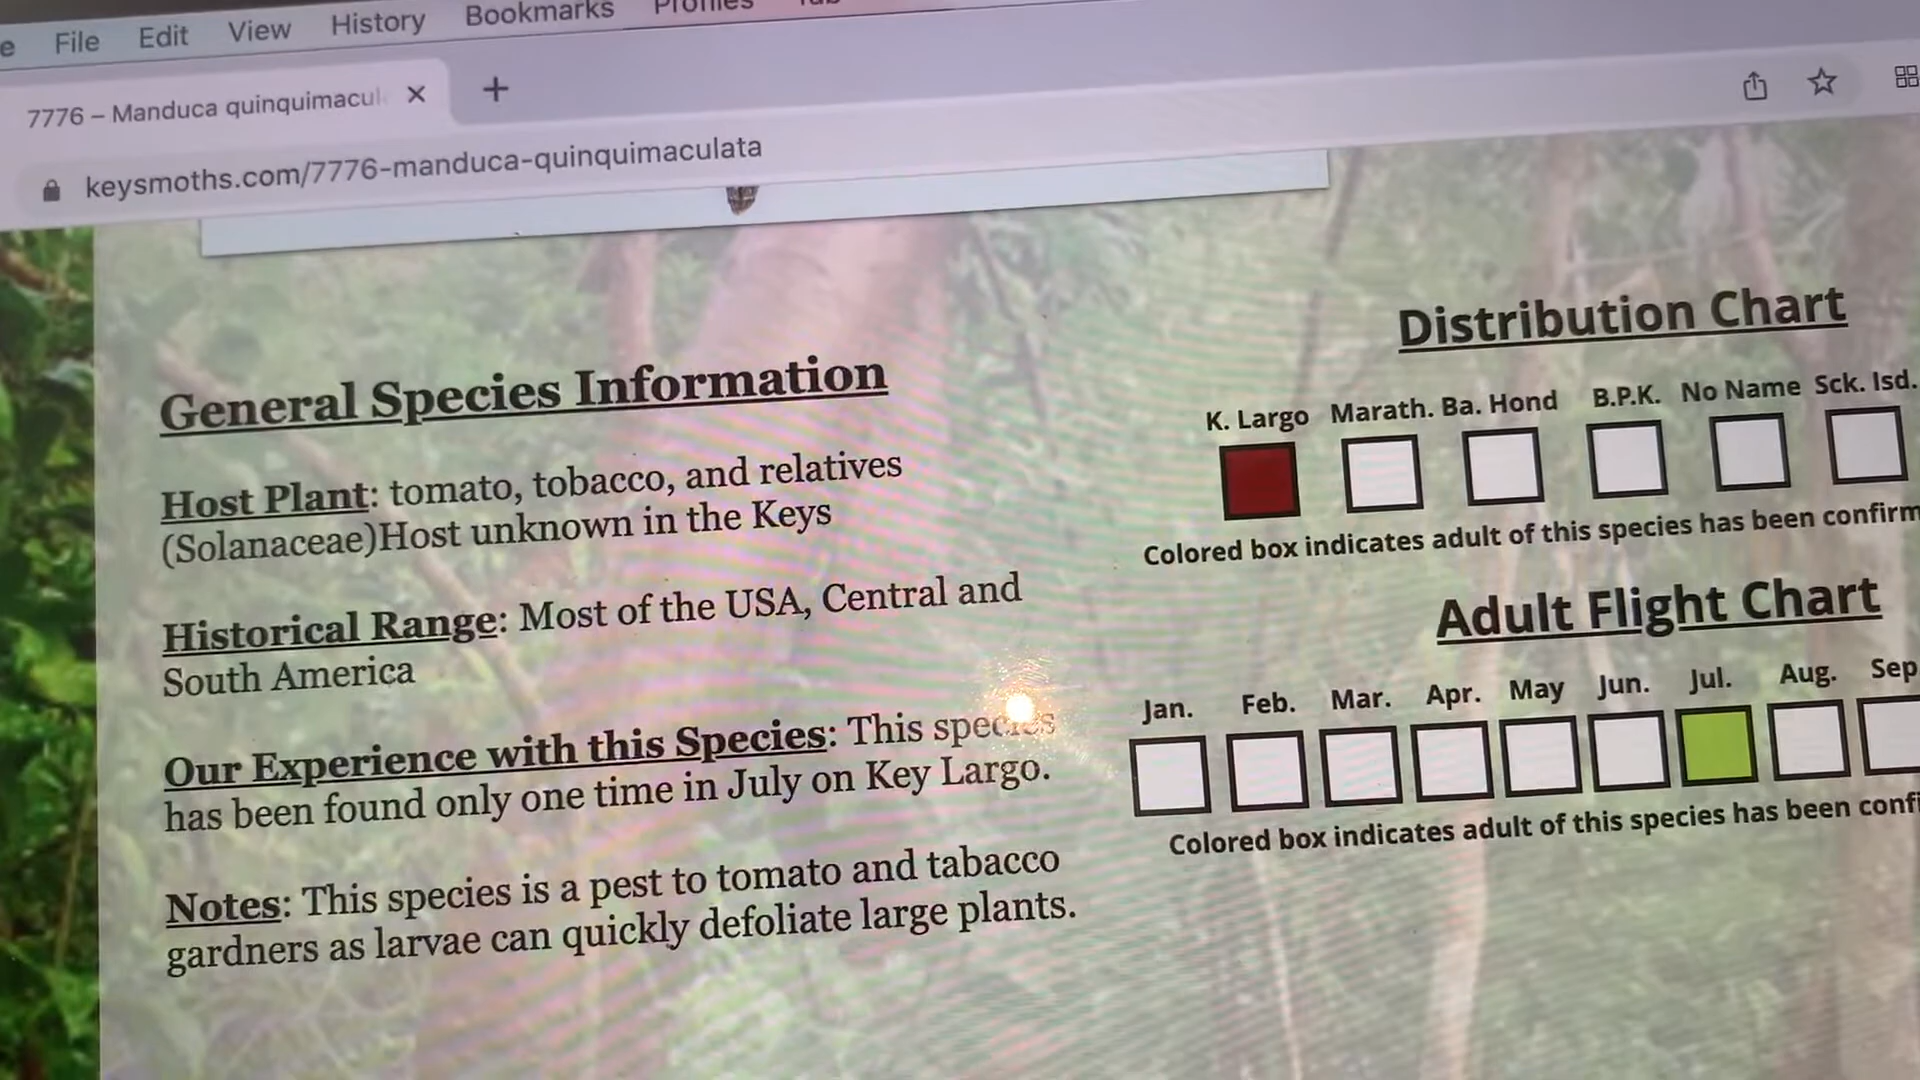 File Edit View History Bookmarks Profiles Tab
7776 – Manduca quinquimacul
keysmoths.com/7776-manduca-quinquimaculata
General Species Information
Host Plant: tomato, tobacco, and relatives
(Solanaceae)Host unknown in the Keys
Historical Range: Most of the USA, Central and
South America
Our Experience with this Species: This species
has been found only one time in July on Key Largo.
Notes: This species is a pest to tomato and tabacco
gardners as larvae can quickly defoliate large plants.
Distribution Chart
K. Largo Marath. Ba. Hond B.P.K. No Name Sck. Isd.
Colored box indicates adult of this species has been confirm
Adult Flight Chart
Jan. Feb. Mar. Apr. May Jun. Jul. Aug. Sep
Colored box indicates adult of this species has been confi